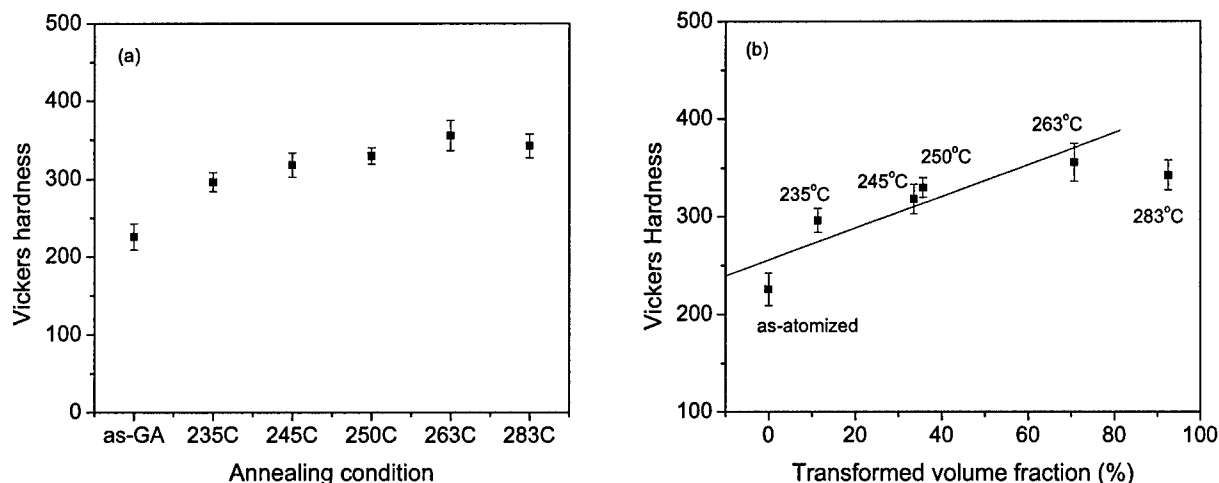 (a)
Vickers hardness
500
400
300
200
100
0
as-GA 235C 245C 250C 263C 283C
Annealing condition
(b)
Vickers Hardness
500
400
300
200
100
263°C
250°C
235°C
245°C
283°C
as-atomized
0 20 40 60 80 100
Transformed volume fraction (%)